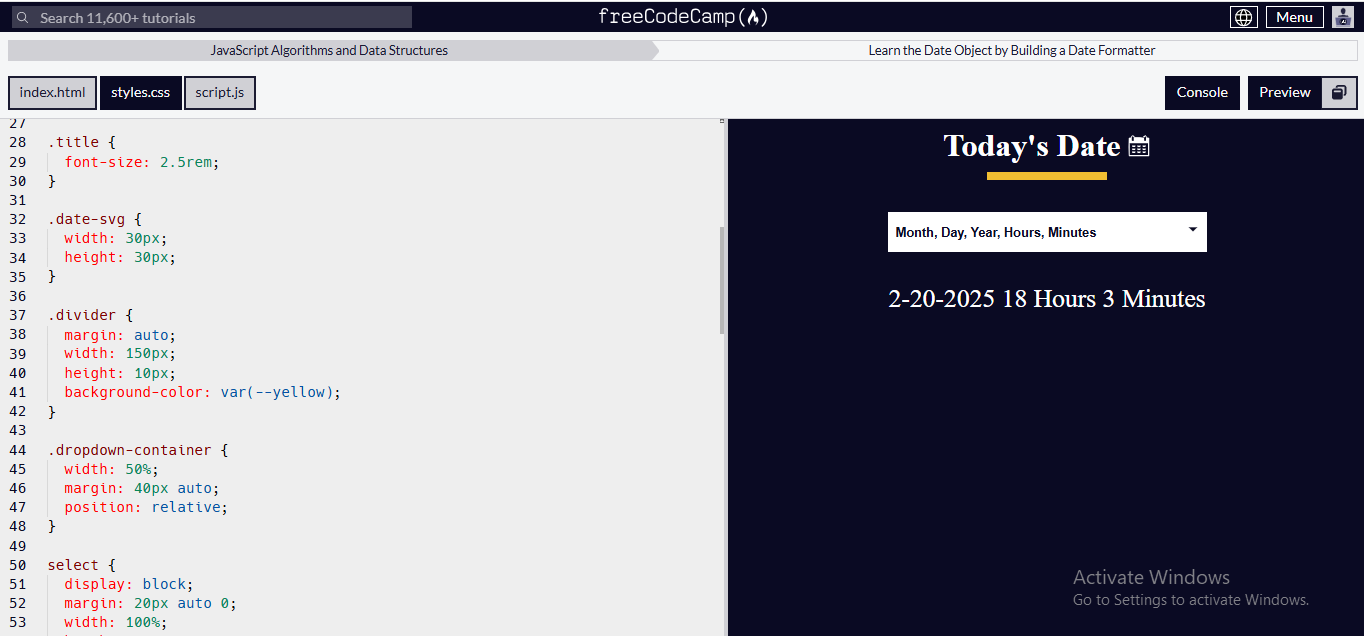 Search 11,600+ tutorials
freeCodeCamp
Menu
JavaScript Algorithms and Data Structures
Learn the Date Object by Building a Date Formatter
index.html
styles.css
script.js
Console
Preview
27
28 .title {
29 font-size: 2.5rem;
30 }
31
32 .date-svg {
33 width: 30px;
34 height: 30px;
35 }
36
37 .divider {
38 margin: auto;
39 width: 150px;
40 height: 10px;
41 background-color: var(--yellow);
42 }
43
44 .dropdown-container {
45 width: 50%;
46 margin: 40px auto;
47 position: relative;
48 }
49
50 select {
51 display: block;
52 margin: 20px auto 0;
53 width: 100%;
Today's Date
Month, Day, Year, Hours, Minutes
2-20-2025 18 Hours 3 Minutes
Activate Windows
Go to Settings to activate Windows.